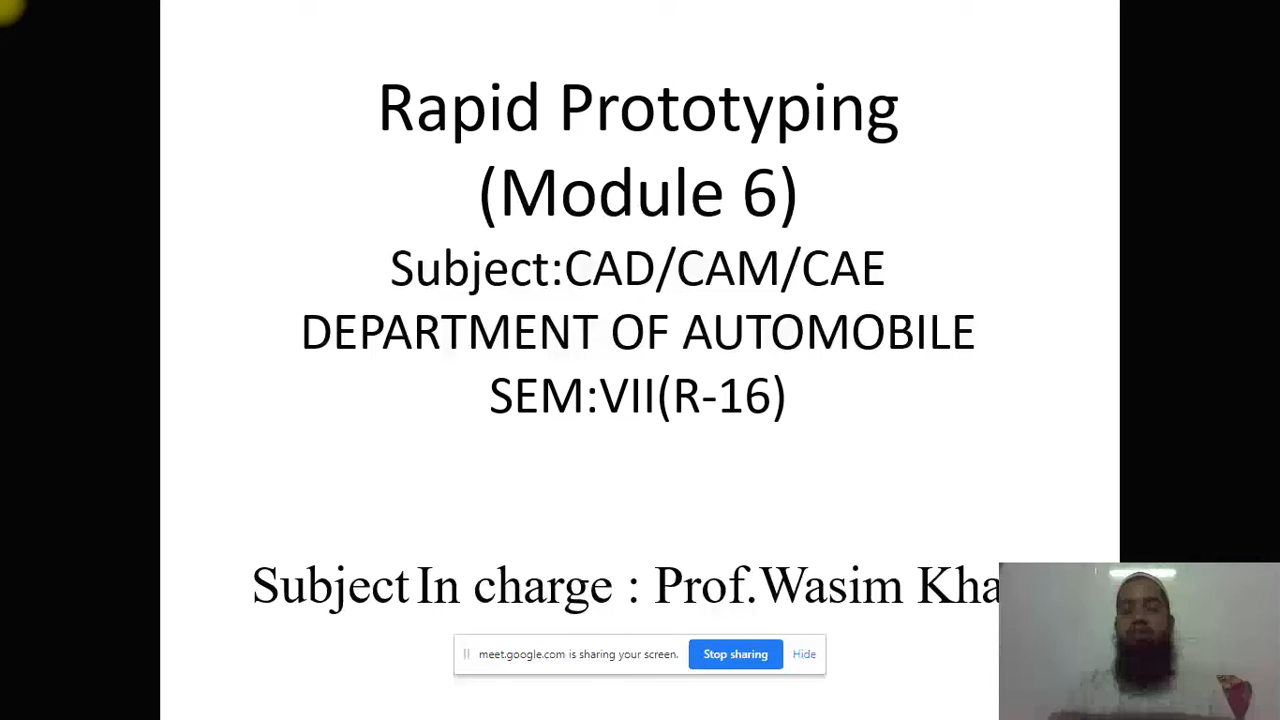 Rapid Prototyping
(Module 6)
Subject:CAD/CAM/CAE
DEPARTMENT OF AUTOMOBILE
SEM:VII(R-16)
Subject In charge : Prof.Wasim Kha
meet.google.com is sharing your screen. Stop sharing Hide